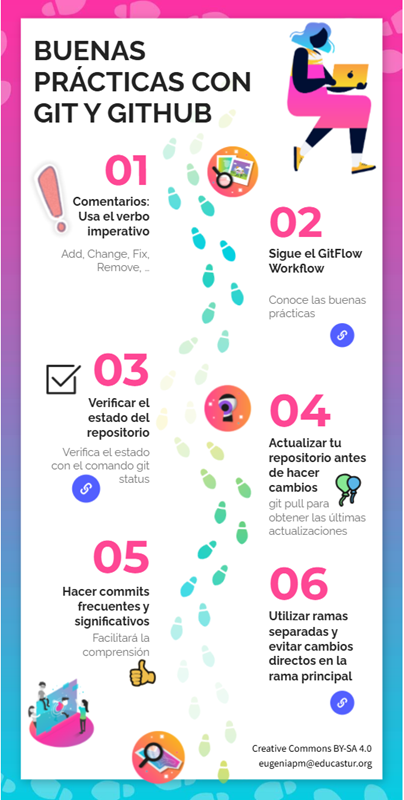 BUENAS
PRÁCTICAS CON
GIT Y GITHUB
01
Comentarios:
Usa el verbo
imperativo
Add, Change, Fix,
Remove, ...
02
Sigue el GitFlow
Workflow
Conoce las buenas
prácticas
03
Verificar el
estado del
repositorio
Verifica el estado
con el comando git
status
04
Actualizar tu
repositorio antes
de hacer
cambios
git pull para
obtener las últimas
actualizaciones
05
Hacer commits
frecuentes y
significativos
Facilitará la
comprensión
06
Utilizar ramas
separadas y
evitar cambios
directos en la
rama principal
Creative Commons BY-SA 4.0
eugeniapm@educastur.org